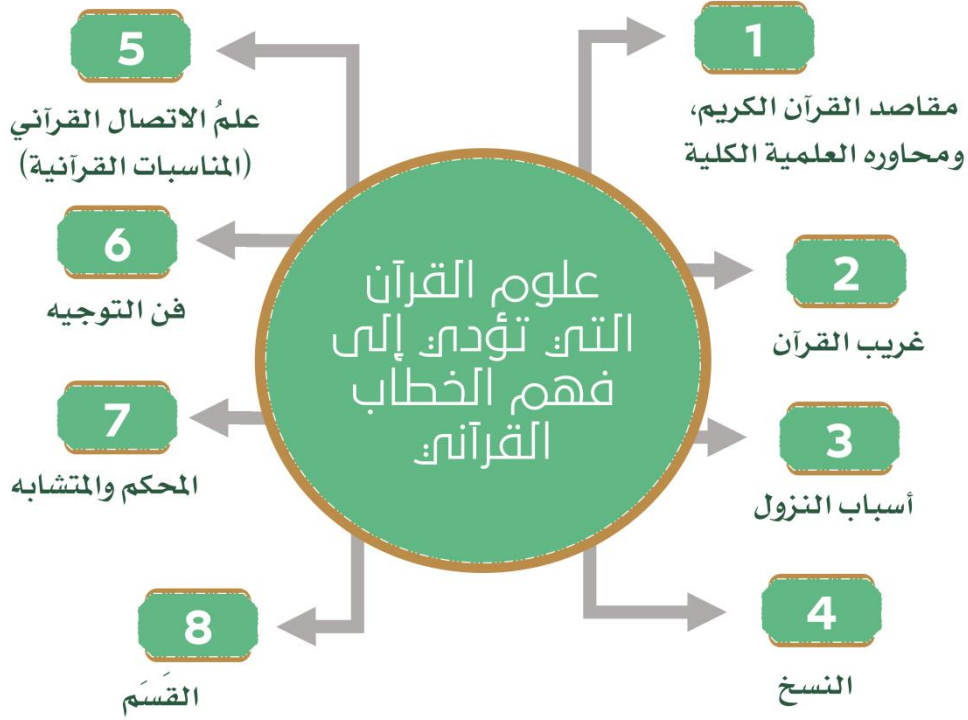 علوم القرآن
التي تؤدي إلى
فهم الخطاب
القرآني
1
مقاصد القرآن الكريم،
ومحاوره العلمية الكلية
2
غريب القرآن
3
أسباب النزول
4
النسخ
5
علمُ الاتصال القرآني
(المناسبات القرآنية)
6
فن التوجيه
7
المحكم والمتشابه
8
القَسَم